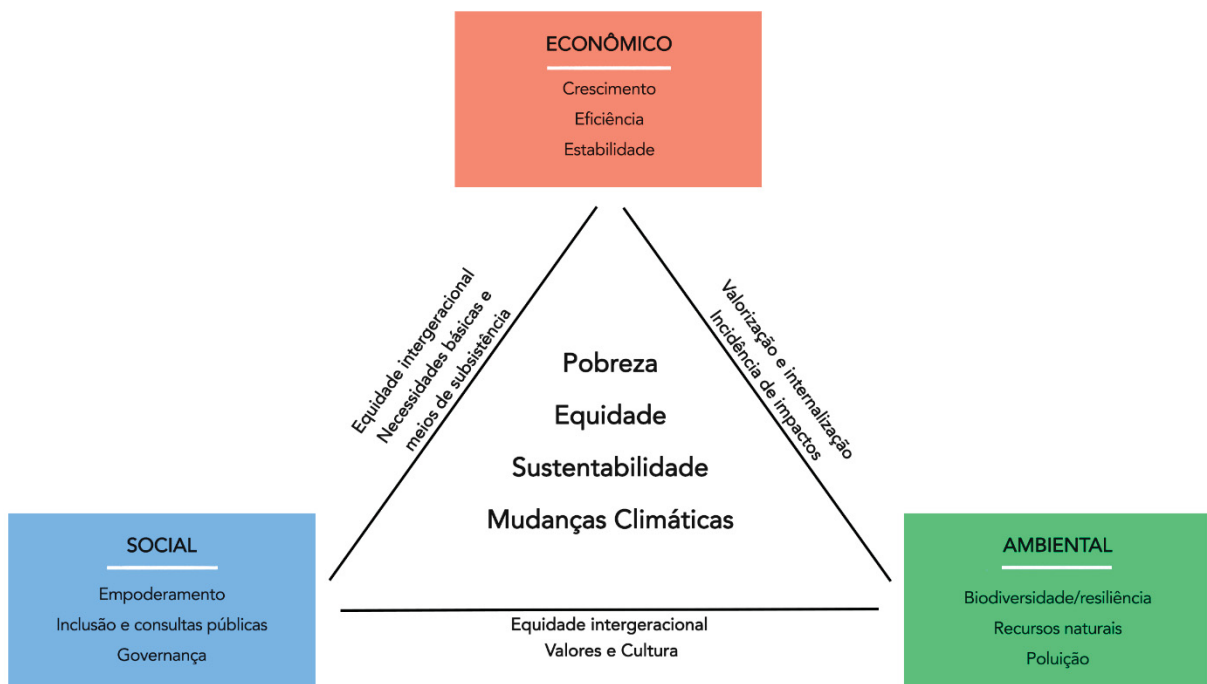 ECONÔMICO
Crescimento
Eficiência
Estabilidade
Equidade intergeracional
Necessidades básicas e
meios de subsistência
Valorização e internalização
Incidência de impactos
Pobreza
Equidade
Sustentabilidade
Mudanças Climáticas
SOCIAL
Empoderamento
Inclusão e consultas públicas
Governança
AMBIENTAL
Biodiversidade/resiliência
Recursos naturais
Poluição
Equidade intergeracional
Valores e Cultura